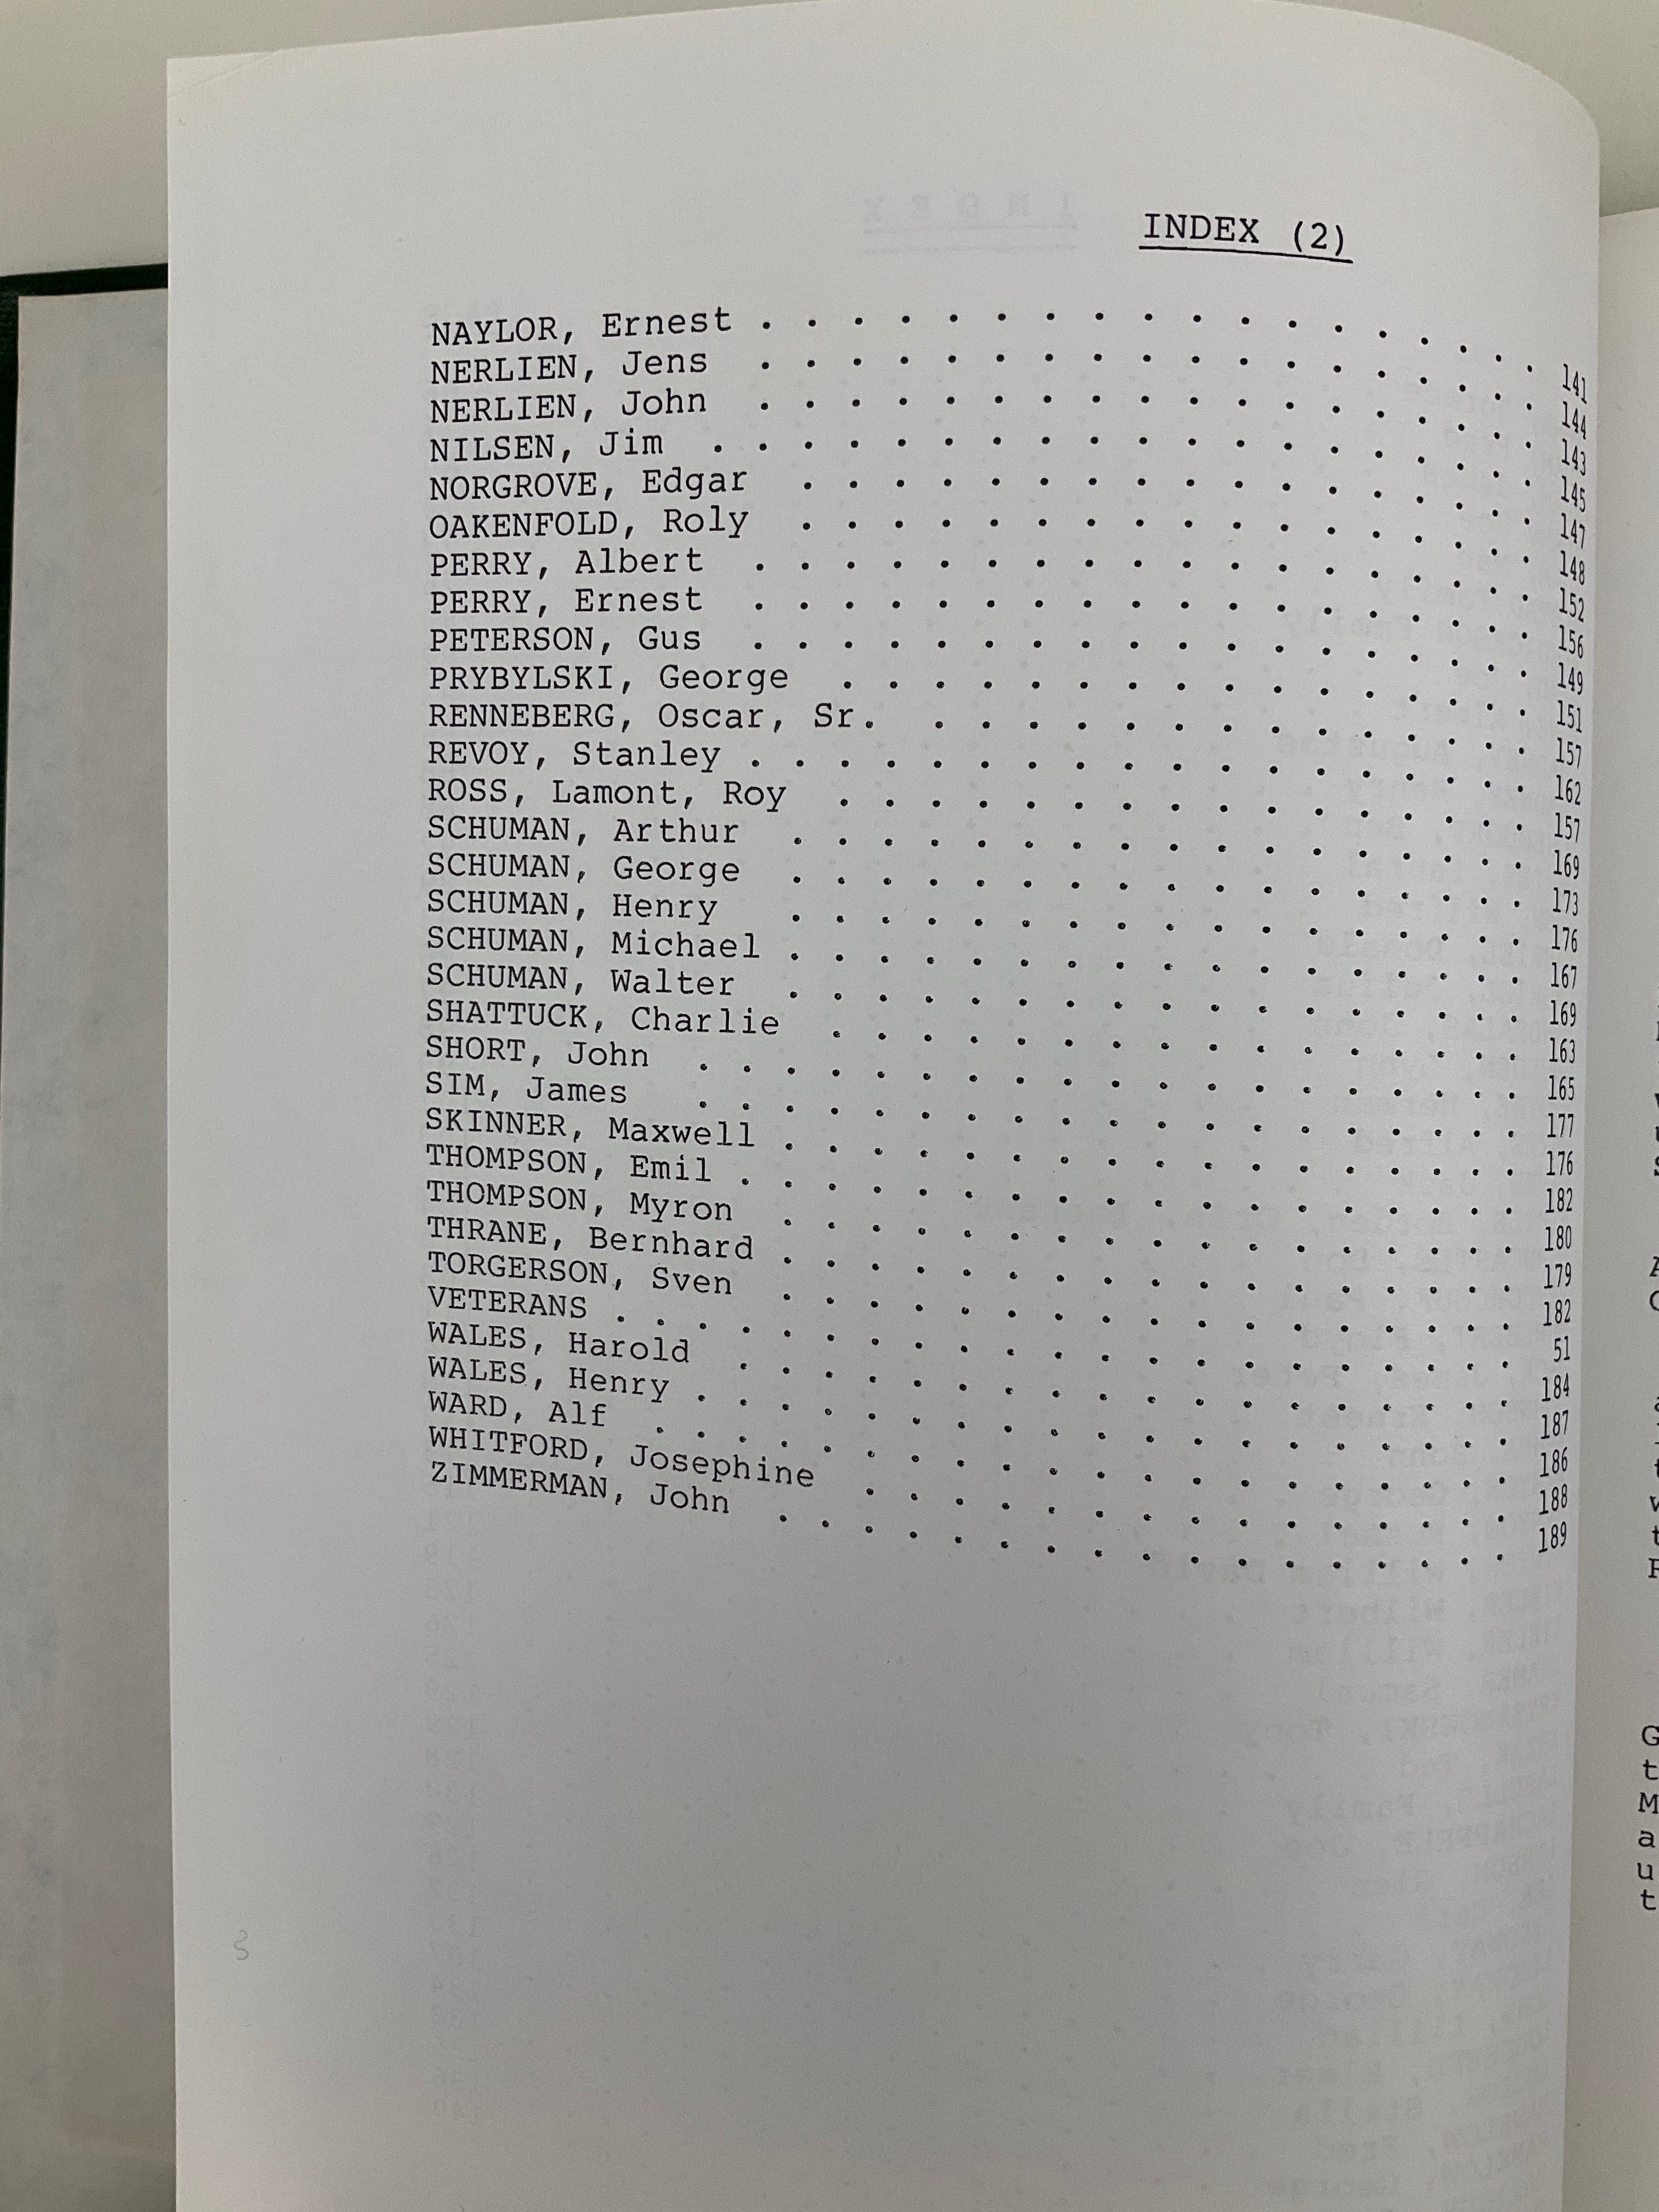 INDEX (2)
NAYLOR, Ernest . . . . . . . . . . . . . . . . . 141
NERLIEN, Jens . . . . . . . . . . . . . . . . . 144
NERLIEN, John . . . . . . . . . . . . . . . . . 143
NILSEN, Jim . . . . . . . . . . . . . . . . . . 145
NORGROVE, Edgar . . . . . . . . . . . . . . . . 147
OAKENFOLD, Roly . . . . . . . . . . . . . . . . 148
PERRY, Albert . . . . . . . . . . . . . . . . . 152
PERRY, Ernest . . . . . . . . . . . . . . . . . 156
PETERSON, Gus . . . . . . . . . . . . . . . . . 149
PRYBYLSKI, George . . . . . . . . . . . . . . . 151
RENNEBERG, Oscar, Sr. . . . . . . . . . . . . . 157
REVOY, Stanley . . . . . . . . . . . . . . . . . 162
ROSS, Lamont, Roy . . . . . . . . . . . . . . . 157
SCHUMAN, Arthur . . . . . . . . . . . . . . . . 169
SCHUMAN, George . . . . . . . . . . . . . . . . 173
SCHUMAN, Henry . . . . . . . . . . . . . . . . 176
SCHUMAN, Michael . . . . . . . . . . . . . . . . 167
SCHUMAN, Walter . . . . . . . . . . . . . . . . 169
SHATTUCK, Charlie . . . . . . . . . . . . . . . 163
SHORT, John . . . . . . . . . . . . . . . . . . 165
SIM, James . . . . . . . . . . . . . . . . . . 177
SKINNER, Maxwell . . . . . . . . . . . . . . . . 176
THOMPSON, Emil . . . . . . . . . . . . . . . . . 182
THOMPSON, Myron . . . . . . . . . . . . . . . . 180
THRANE, Bernhard . . . . . . . . . . . . . . . . 179
TORGERSON, Sven . . . . . . . . . . . . . . . . 182
VETERANS . . . . . . . . . . . . . . . . . . . . 51
WALES, Harold . . . . . . . . . . . . . . . . . 184
WALES, Henry . . . . . . . . . . . . . . . . . . 187
WARD, Alf . . . . . . . . . . . . . . . . . . . 186
WHITFORD, Josephine . . . . . . . . . . . . . . 188
ZIMMERMAN, John . . . . . . . . . . . . . . . . 189